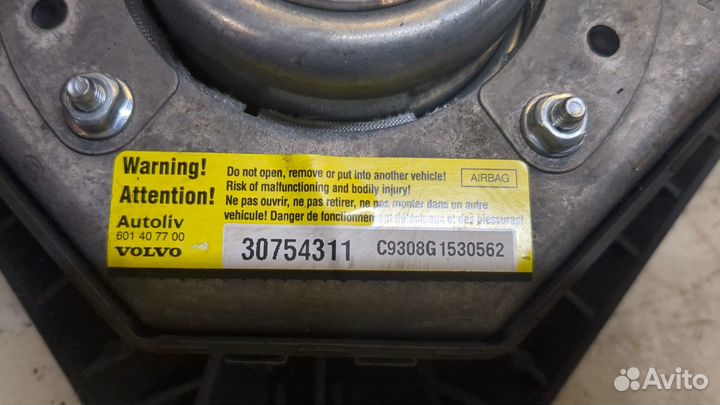 Warning!
Attention!
Autoliv
601 40 77 00
VOLVO
Do not open, remove or put into another vehicle!
Risk of malfunctioning and bodily injury!
Ne pas ouvrir, ne pas retirer, ne pas monter dans un autre
vehicule! Danger de fonctionnement défectueux et des blessures!
AIRBAG
30754311
C9308G1530562
Avito